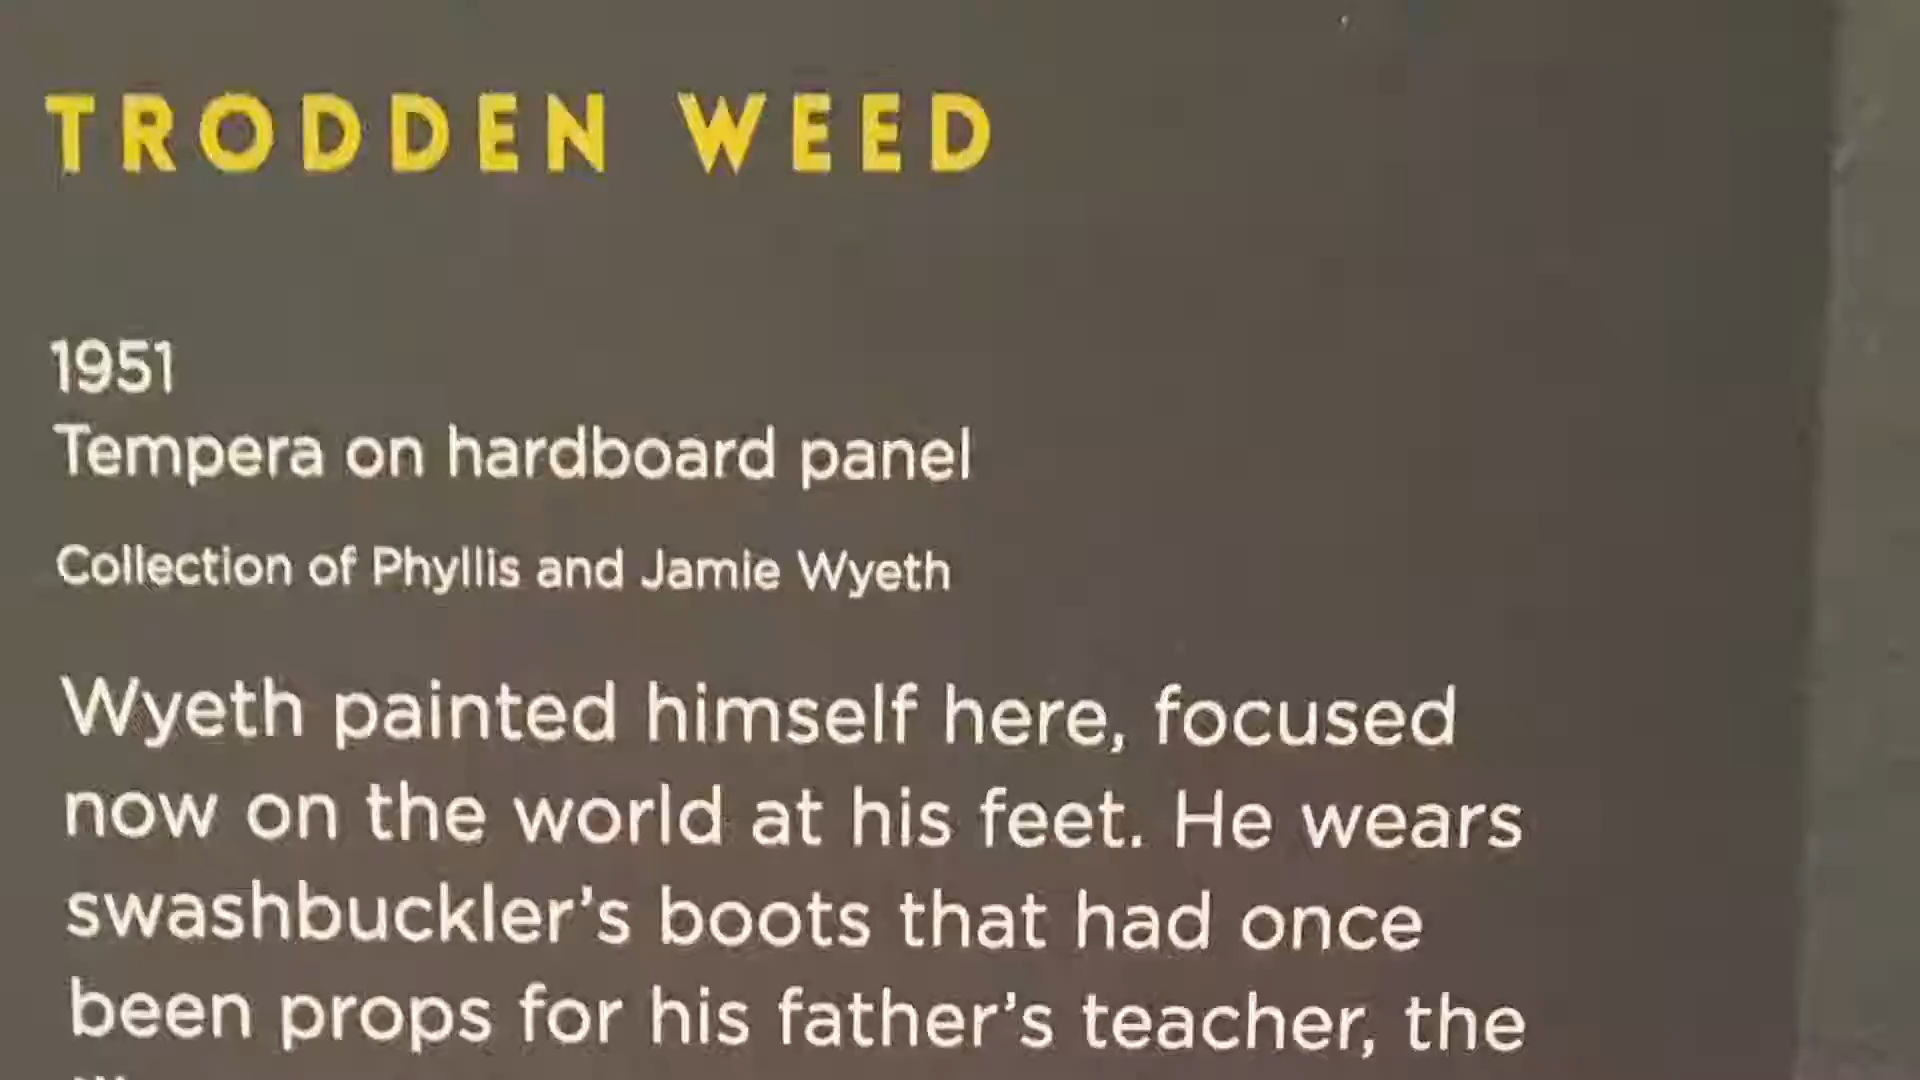 TRODDEN WEED
1951
Tempera on hardboard panel
Collection of Phyllis and Jamie Wyeth
Wyeth painted himself here, focused
now on the world at his feet. He wears
swashbuckler’s boots that had once
been props for his father’s teacher, the